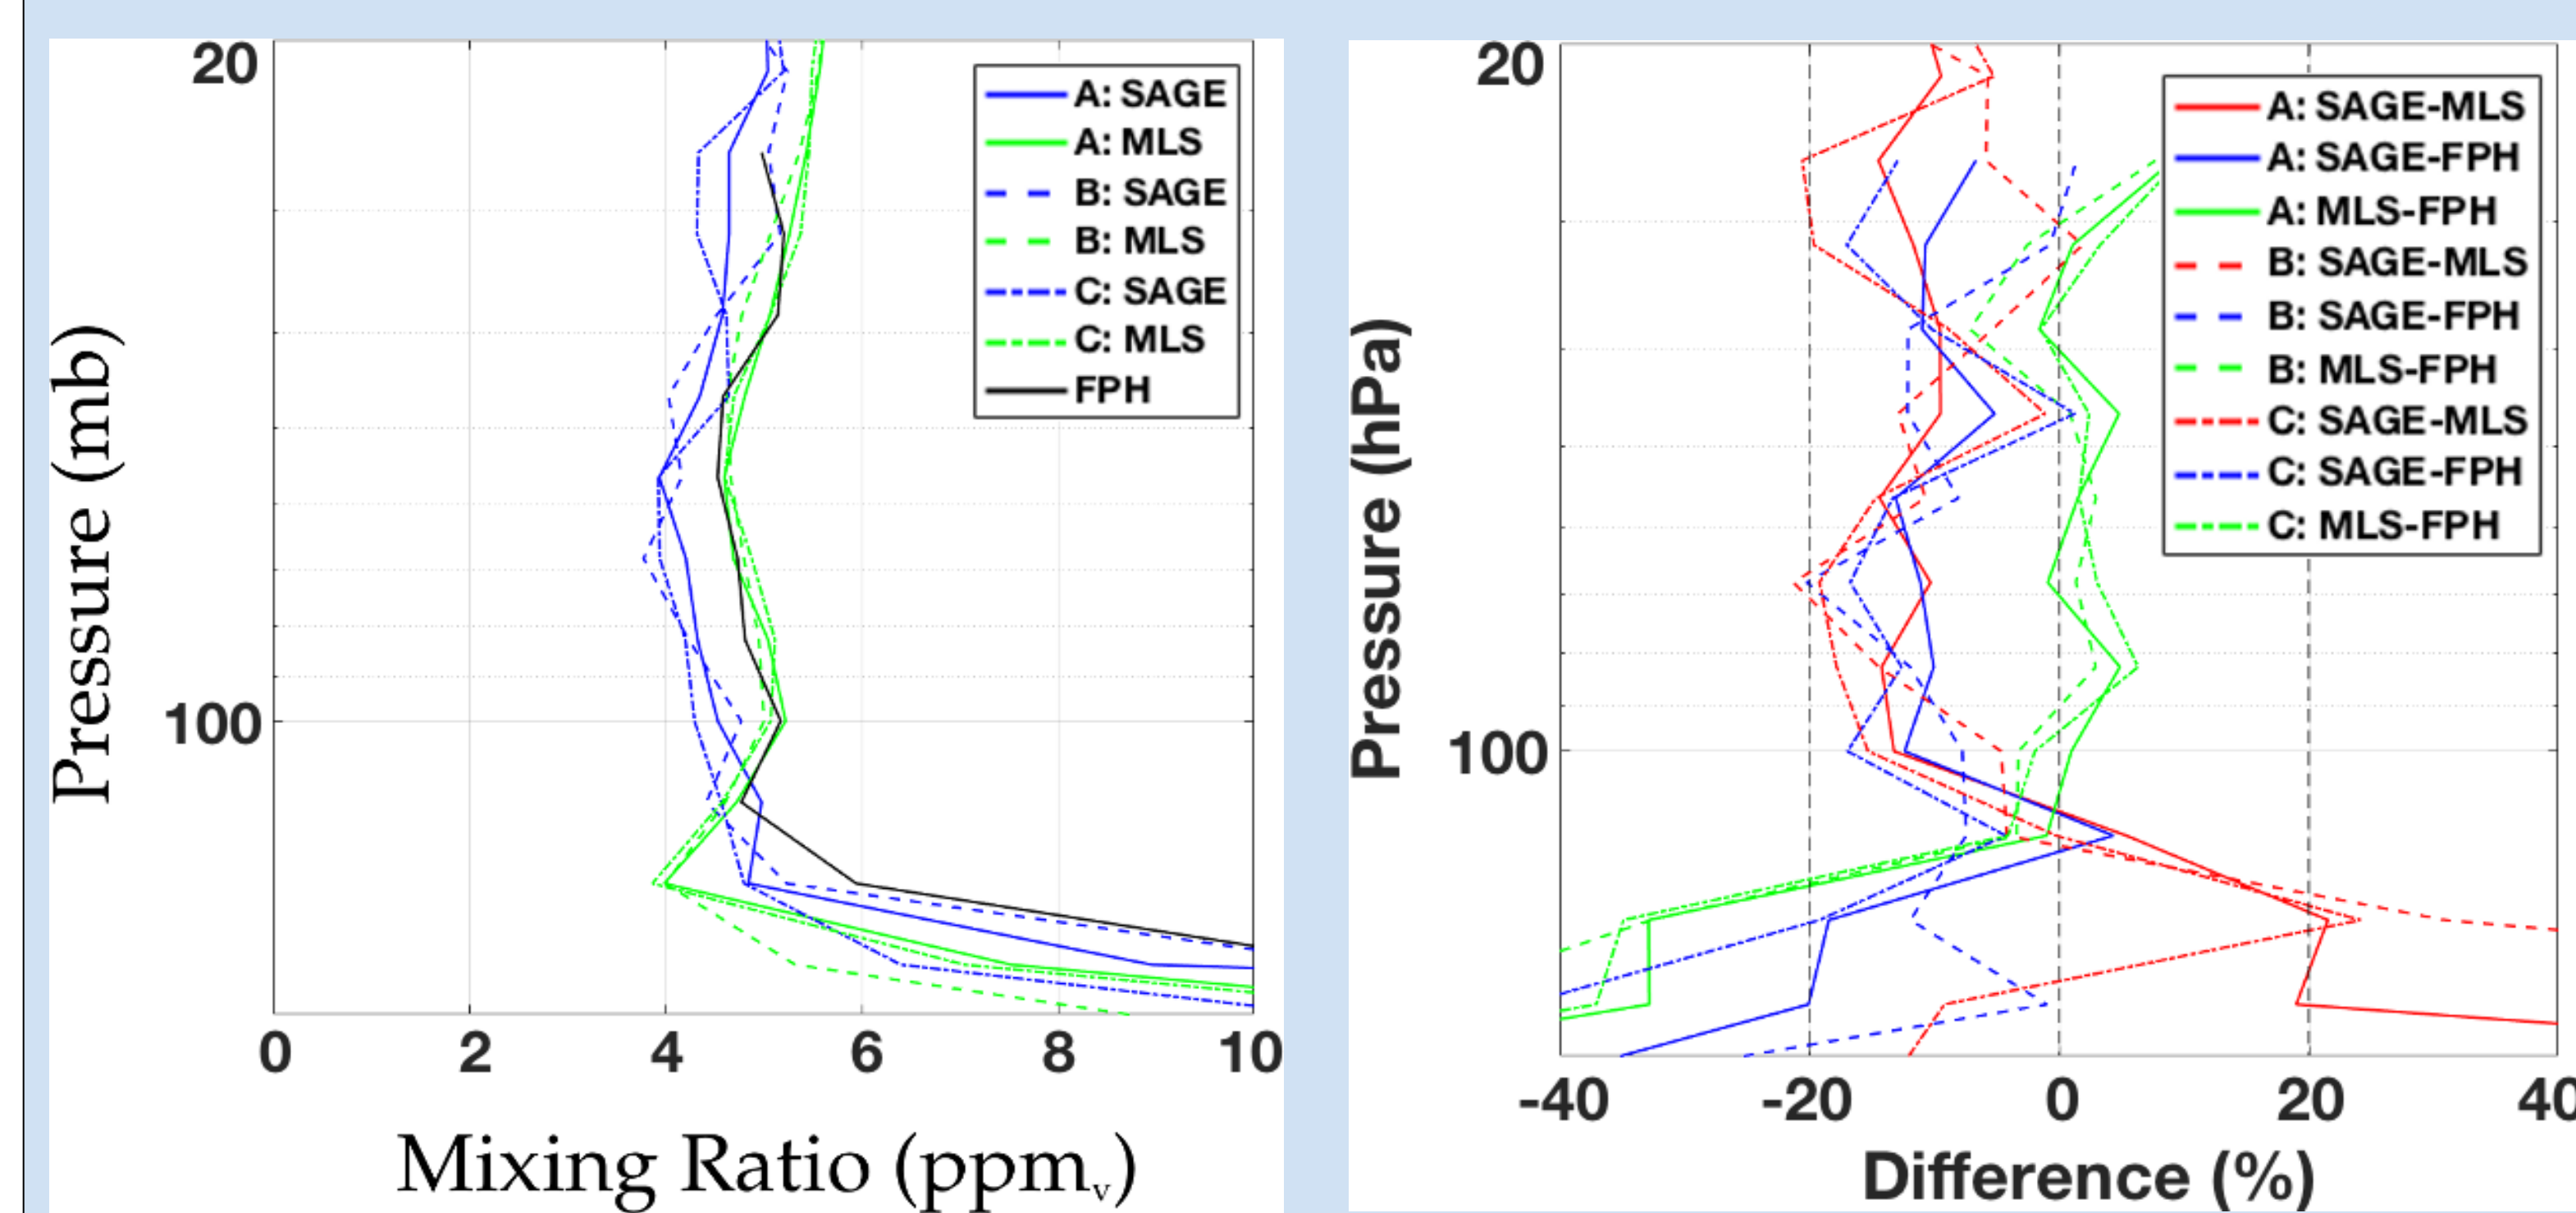 20
100
Pressure (mb)
A: SAGE
A: MLS
B: SAGE
B: MLS
C: SAGE
C: MLS
FPH
0 2 4 6 8 10
Mixing Ratio (ppmv)
20
100
Pressure (hPa)
A: SAGE-MLS
A: SAGE-FPH
A: MLS-FPH
B: SAGE-MLS
B: SAGE-FPH
B: MLS-FPH
C: SAGE-MLS
C: SAGE-FPH
C: MLS-FPH
-40 -20 0 20 40
Difference (%)